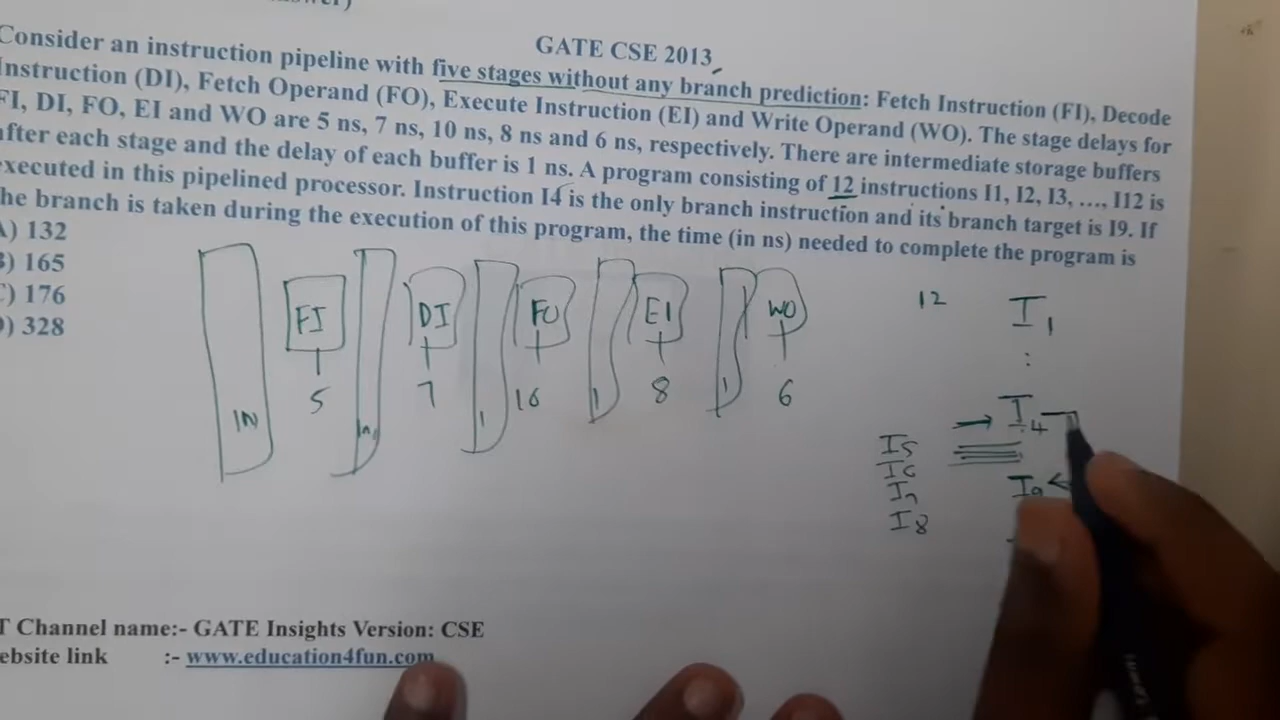 GATE CSE 2013
Consider an instruction pipeline with five stages without any branch prediction: Fetch Instruction (FI), Decode
Instruction (DI), Fetch Operand (FO), Execute Instruction (EI) and Write Operand (WO). The stage delays for
FI, DI, FO, EI and WO are 5 ns, 7 ns, 10 ns, 8 ns and 6 ns, respectively. There are intermediate storage buffers
after each stage and the delay of each buffer is 1 ns. A program consisting of 12 instructions I1, I2, I3, …, I12 is
executed in this pipelined processor. Instruction I4 is the only branch instruction and its branch target is I9. If
the branch is taken during the execution of this program, the time (in ns) needed to complete the program is
A) 132
B) 165
C) 176
D) 328
FI DI FO EI WO
5 7 10 8 6
IN 1 1 1
12 I1
:
I4
I5
I6
I7
I8
I9
T Channel name:- GATE Insights Version: CSE
ebsite link :- www.education4fun.com